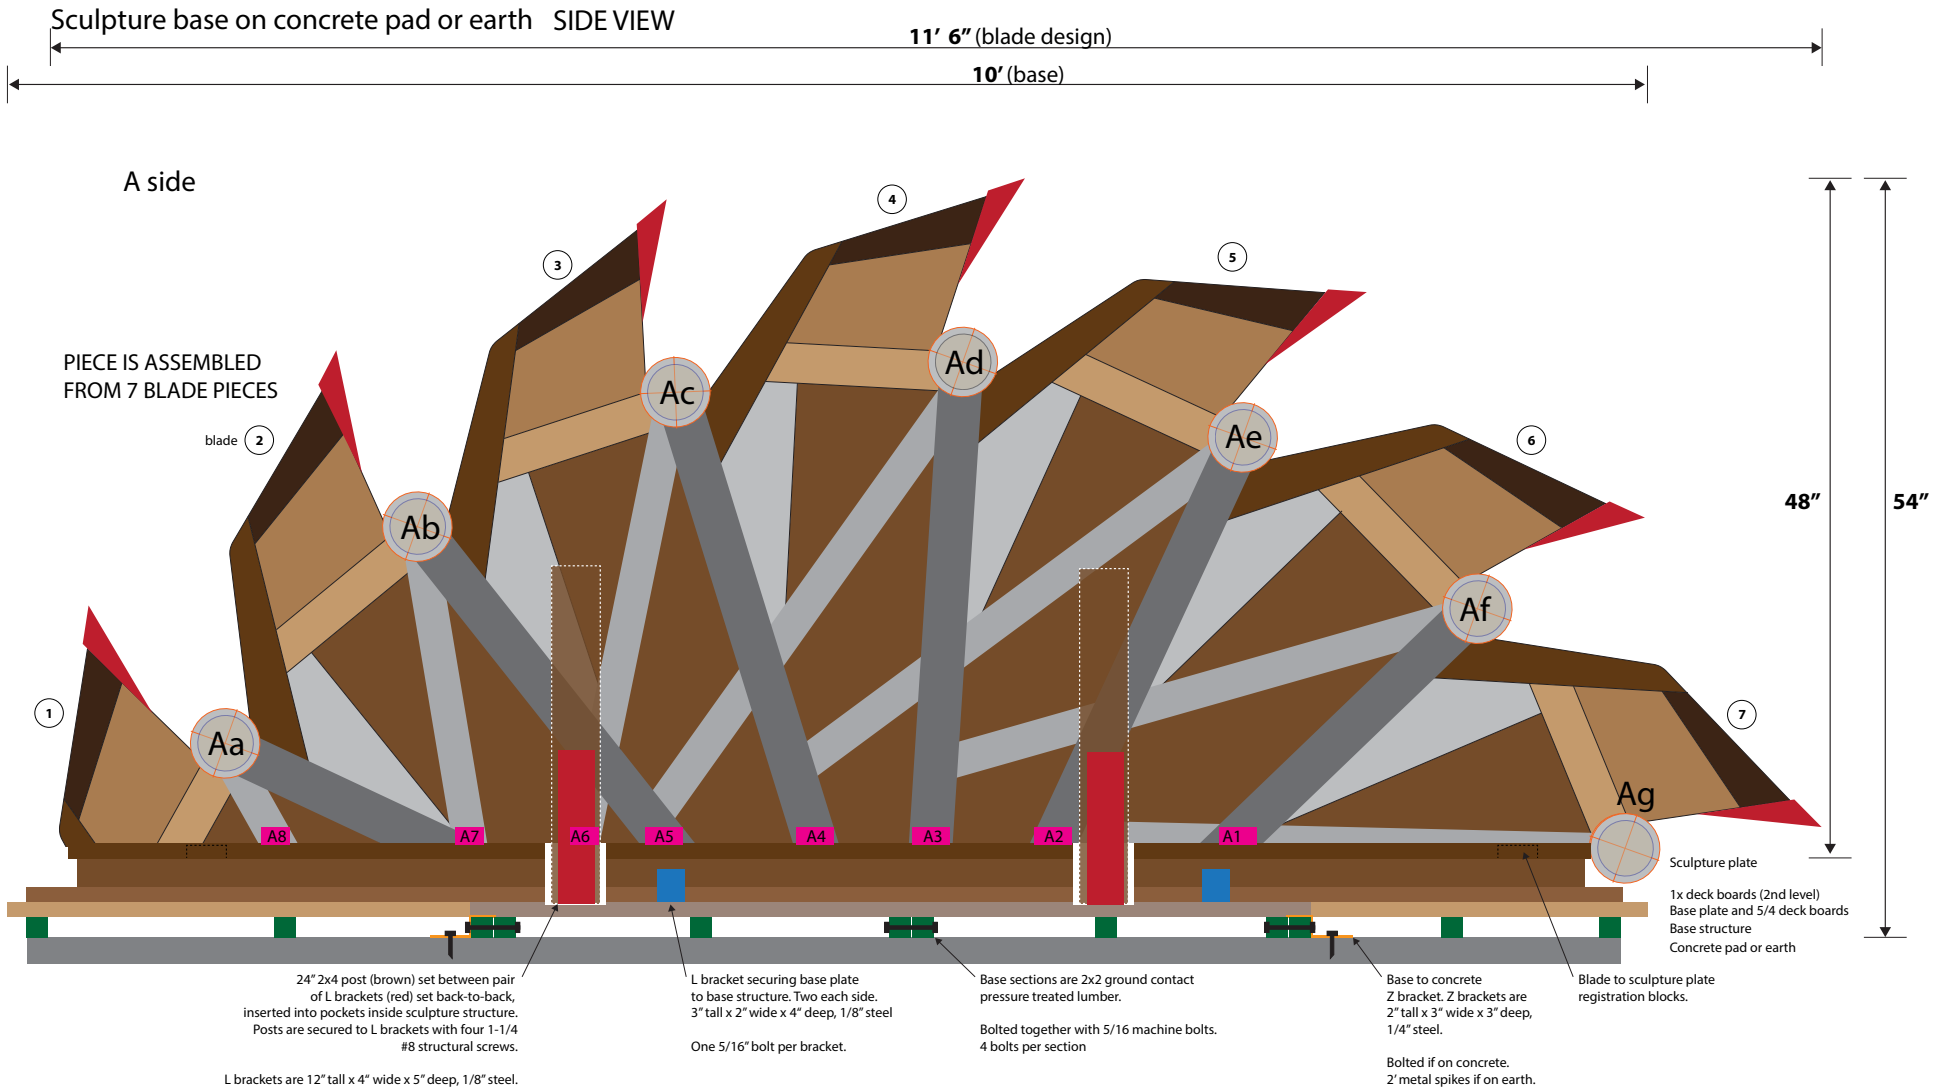 Sculpture base on concrete pad or earth   SIDE VIEW
11’ 6” (blade design)
10’ (base)
A side
4
3
5
PIECE IS ASSEMBLED
FROM 7 BLADE PIECES
blade 2
6
Ad
Ac
Ae
48”
54”
Ab
Af
1
7
Aa
Ag
A8
A7
A6
A5
A4
A3
A2
A1
Sculpture plate
1x deck boards (2nd level)
Base plate and 5/4 deck boards
Base structure
Concrete pad or earth
24” 2x4 post (brown) set between pair
of L brackets (red) set back-to-back,
inserted into pockets inside sculpture structure.
Posts are secured to L brackets with four 1-1/4
#8 structural screws.
L brackets are 12” tall x 4“ wide x 5” deep, 1/8” steel.
L bracket securing base plate
to base structure. Two each side.
3” tall x 2” wide x 4“ deep, 1/8” steel
One 5/16” bolt per bracket.
Base sections are 2x2 ground contact
pressure treated lumber.
Bolted together with 5/16 machine bolts.
4 bolts per section
Base to concrete
Z bracket. Z brackets are
2” tall x 3“ wide x 3” deep,
1/4” steel.
Bolted if on concrete.
2’ metal spikes if on earth.
Blade to sculpture plate
registration blocks.